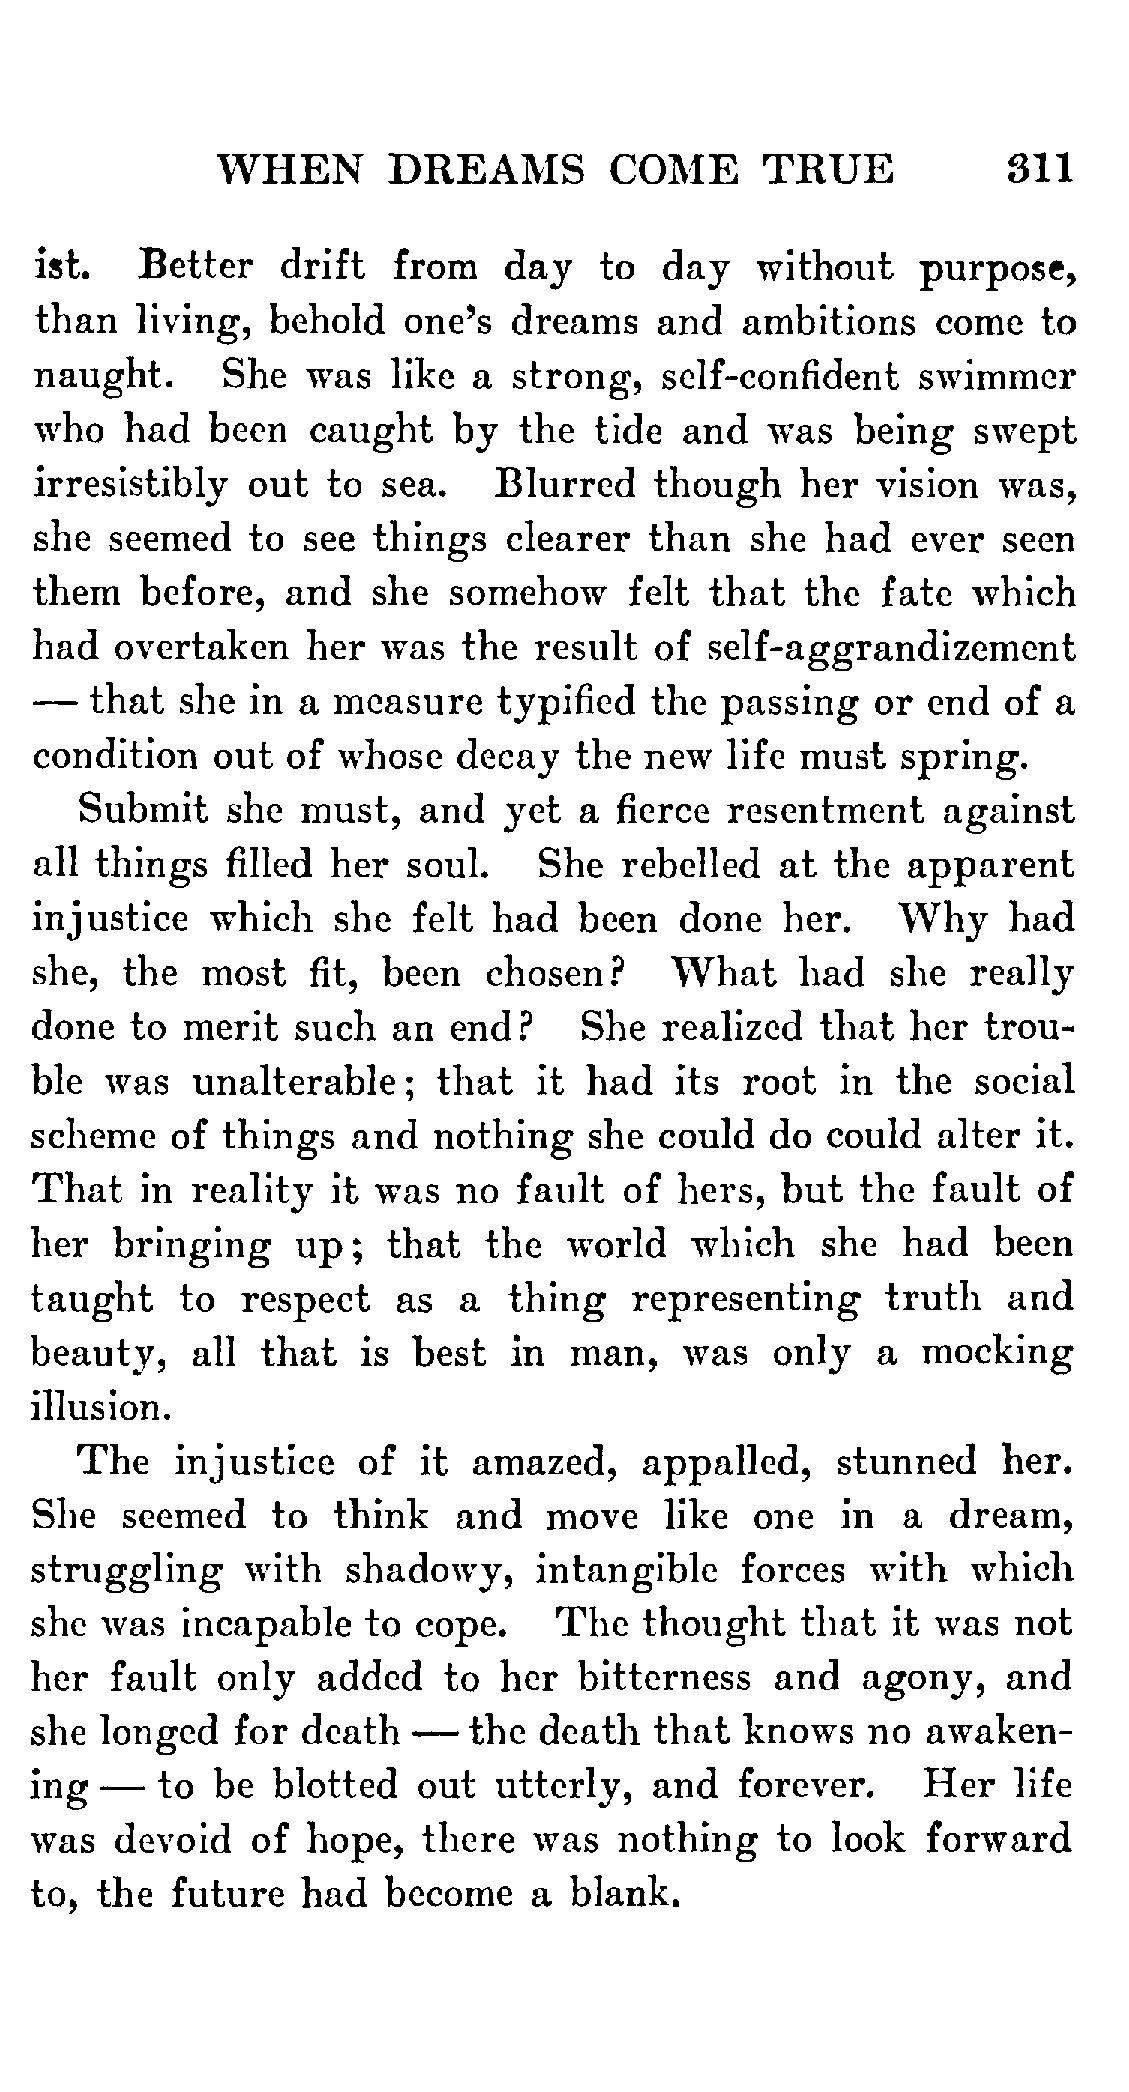 WHEN DREAMS COME TRUE 311
ist. Better drift from day to day without purpose,
than living, behold one's dreams and ambitions come to
naught. She was like a strong, self-confident swimmer
who had been caught by the tide and was being swept
irresistibly out to sea. Blurred though her vision was,
she seemed to see things clearer than she had ever seen
them before, and she somehow felt that the fate which
had overtaken her was the result of self-aggrandizement
— that she in a measure typified the passing or end of a
condition out of whose decay the new life must spring.
Submit she must, and yet a fierce resentment against
all things filled her soul. She rebelled at the apparent
injustice which she felt had been done her. Why had
she, the most fit, been chosen? What had she really
done to merit such an end? She realized that her trou-
ble was unalterable; that it had its root in the social
scheme of things and nothing she could do could alter it.
That in reality it was no fault of hers, but the fault of
her bringing up; that the world which she had been
taught to respect as a thing representing truth and
beauty, all that is best in man, was only a mocking
illusion.
The injustice of it amazed, appalled, stunned her.
She seemed to think and move like one in a dream,
struggling with shadowy, intangible forces with which
she was incapable to cope. The thought that it was not
her fault only added to her bitterness and agony, and
she longed for death — the death that knows no awaken-
ing — to be blotted out utterly, and forever. Her life
was devoid of hope, there was nothing to look forward
to, the future had become a blank.